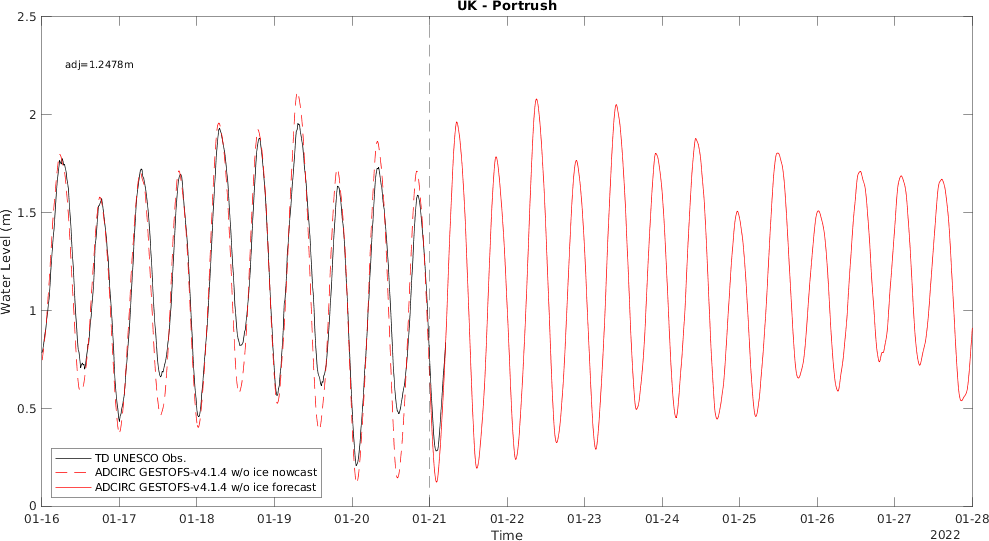 UK - Portrush
2.5
2
1.5
1
0.5
0
Water Level (m)
adj=1.2478m
TD UNESCO Obs.
ADCIRC GESTOFS-v4.1.4 w/o ice nowcast
ADCIRC GESTOFS-v4.1.4 w/o ice forecast
01-16 01-17 01-18 01-19 01-20 01-21 01-22 01-23 01-24 01-25 01-26 01-27 01-28
Time
2022